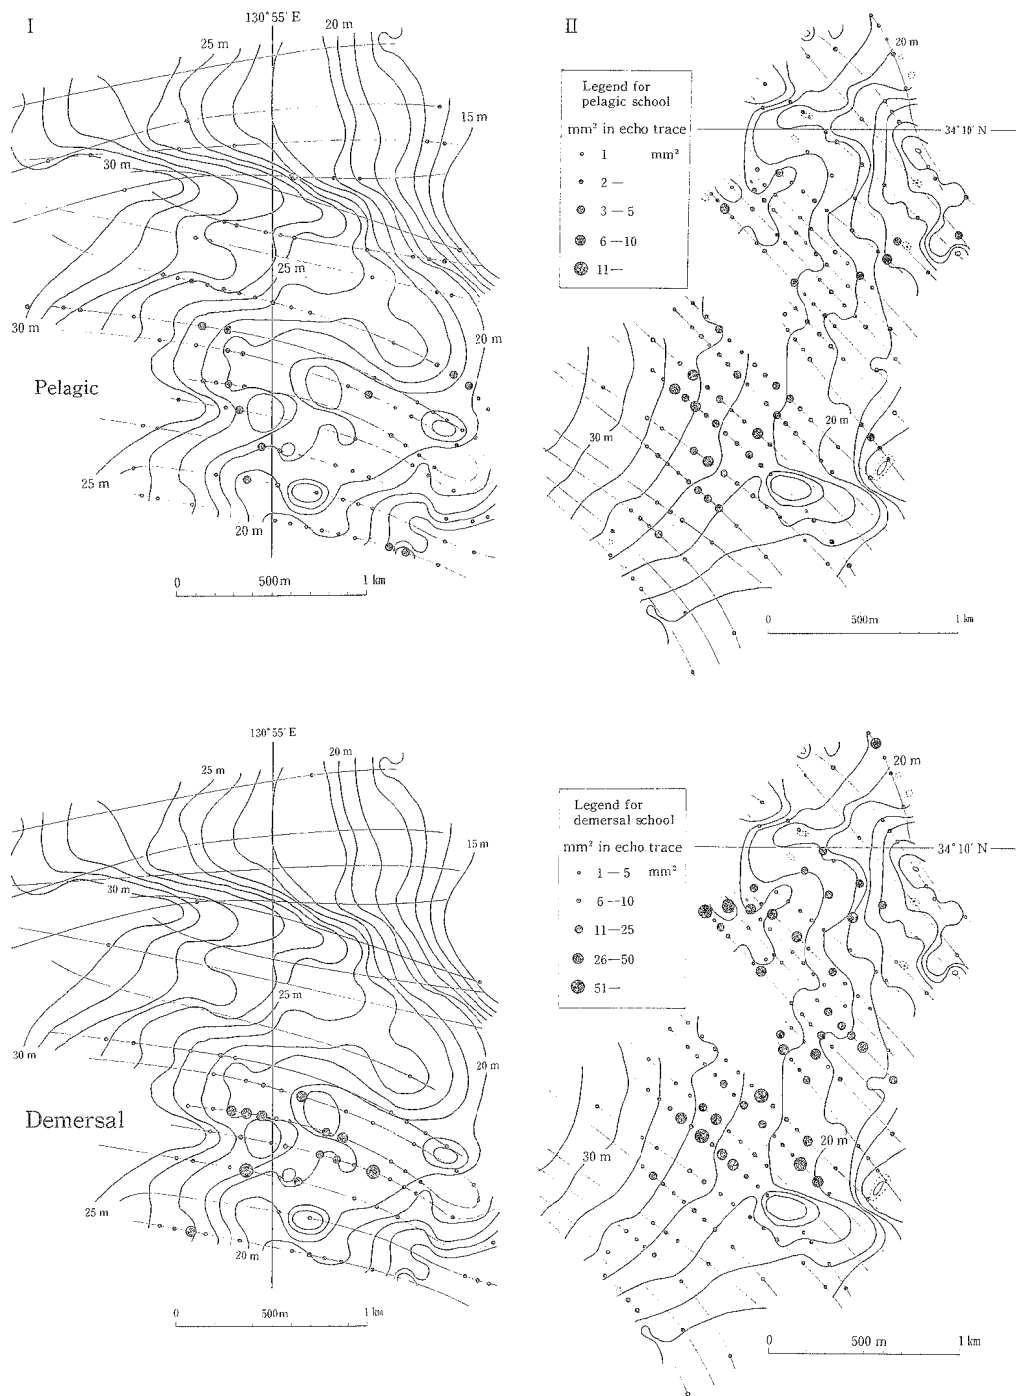 I
130° 55′ E
20 m
25 m
15 m
30 m
25 m
30 m
20 m
Pelagic
25 m
20 m
0 500m 1 km
II
20 m
Legend for
pelagic school
mm² in echo trace
1 mm²
2 —
3 — 5
6 — 10
11 —
34° 10′ N
20 m
30 m
0 500m 1 km
130° 55′ E
20 m
25 m
15 m
30 m
25 m
30 m
20 m
Demersal
25 m
20 m
0 500m 1 km
20 m
Legend for
demersal school
mm² in echo trace
1 — 5 mm²
6 — 10
11 — 25
26 — 50
51 —
34° 10′ N
20 m
30 m
0 500 m 1 km